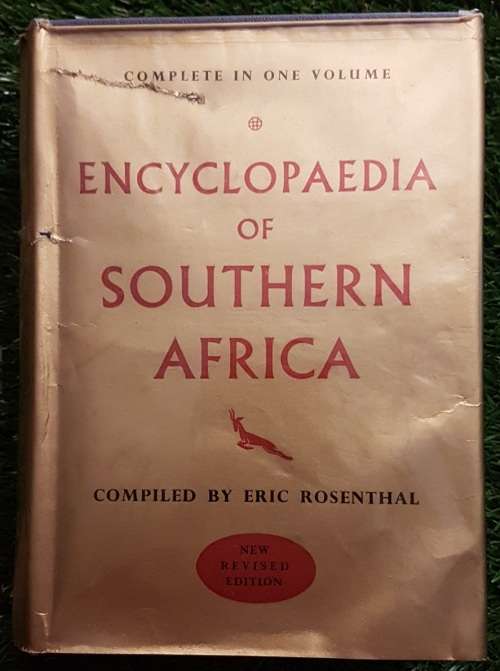 COMPLETE IN ONE VOLUME
ENCYCLOPAEDIA
OF
SOUTHERN
AFRICA
COMPILED BY ERIC ROSENTHAL
NEW
REVISED
EDITION